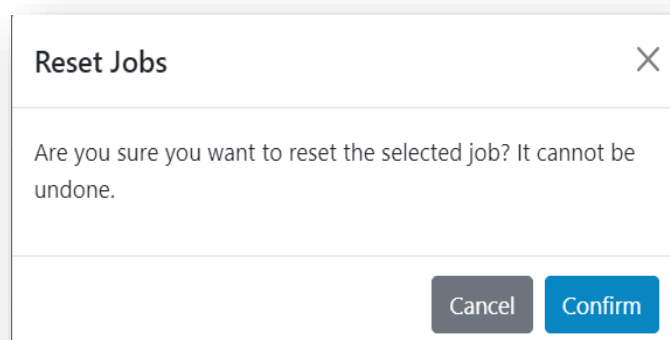 Reset Jobs
Are you sure you want to reset the selected job? It cannot be
undone.
Cancel Confirm